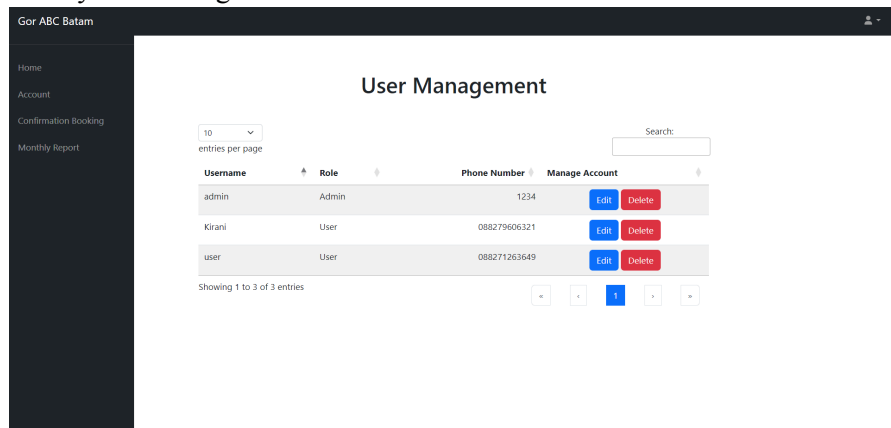 Gor ABC Batam
Home
Account
Confirmation Booking
Monthly Report
User Management
10
entries per page
Search:
Username Role Phone Number Manage Account
admin Admin 1234 Edit Delete
Kirani User 088279606321 Edit Delete
user User 088271263649 Edit Delete
Showing 1 to 3 of 3 entries
« ‹ 1 › »